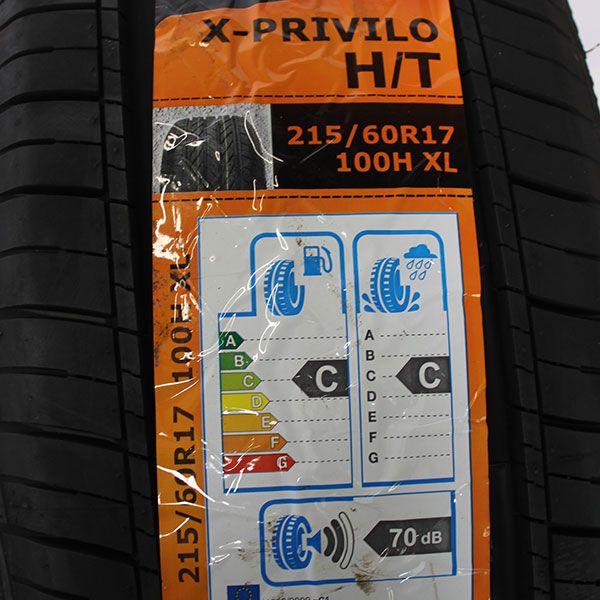 X-PRIVILO
H/T
215/60R17
100H XL
215/60R17 100H XL
A
B
C
D
E
F
G
C
A
B
C
D
E
F
G
C
70 dB